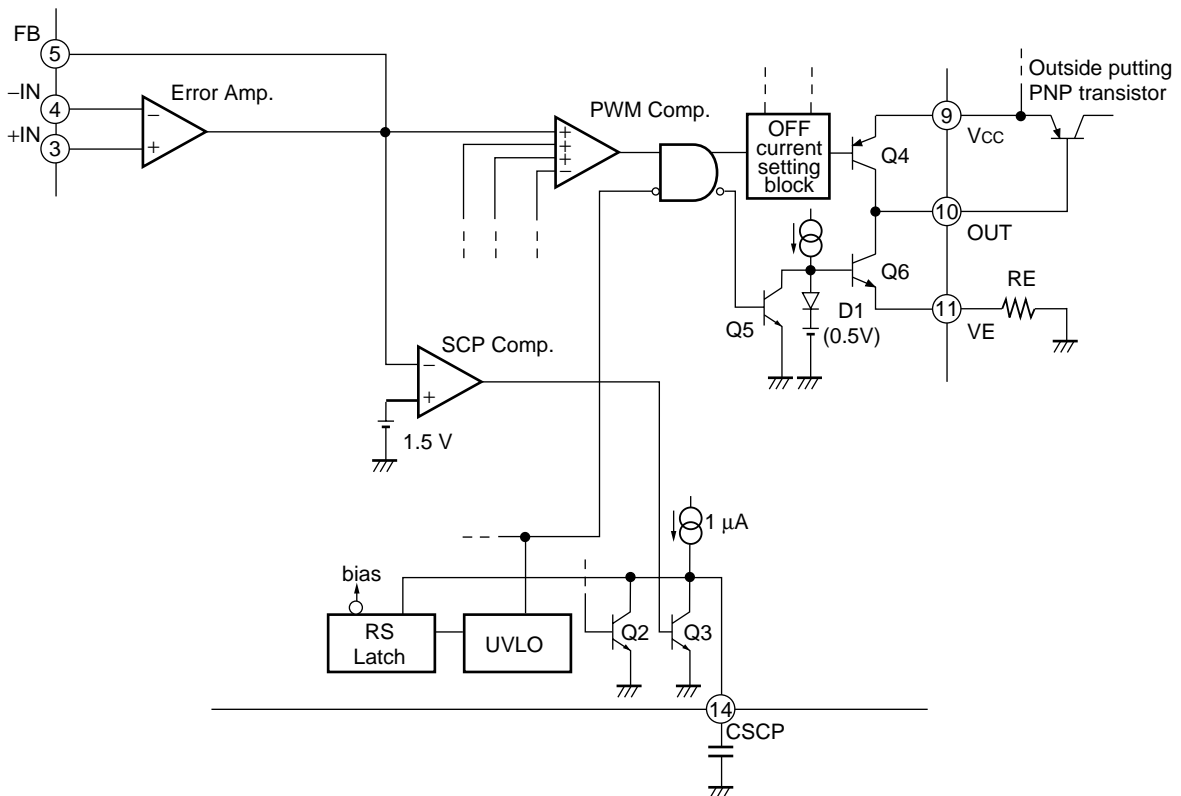 FB
5
−IN
4
+IN
3
Error Amp.
−
+
PWM Comp.
+
+
+
−
OFF
current
setting
block
Q4
9
VCC
Outside putting
PNP transistor
10
OUT
Q6
RE
11
VE
Q5
D1
(0.5V)
SCP Comp.
−
+
1.5 V
1 μA
bias
RS
Latch
UVLO
Q2
Q3
14
CSCP